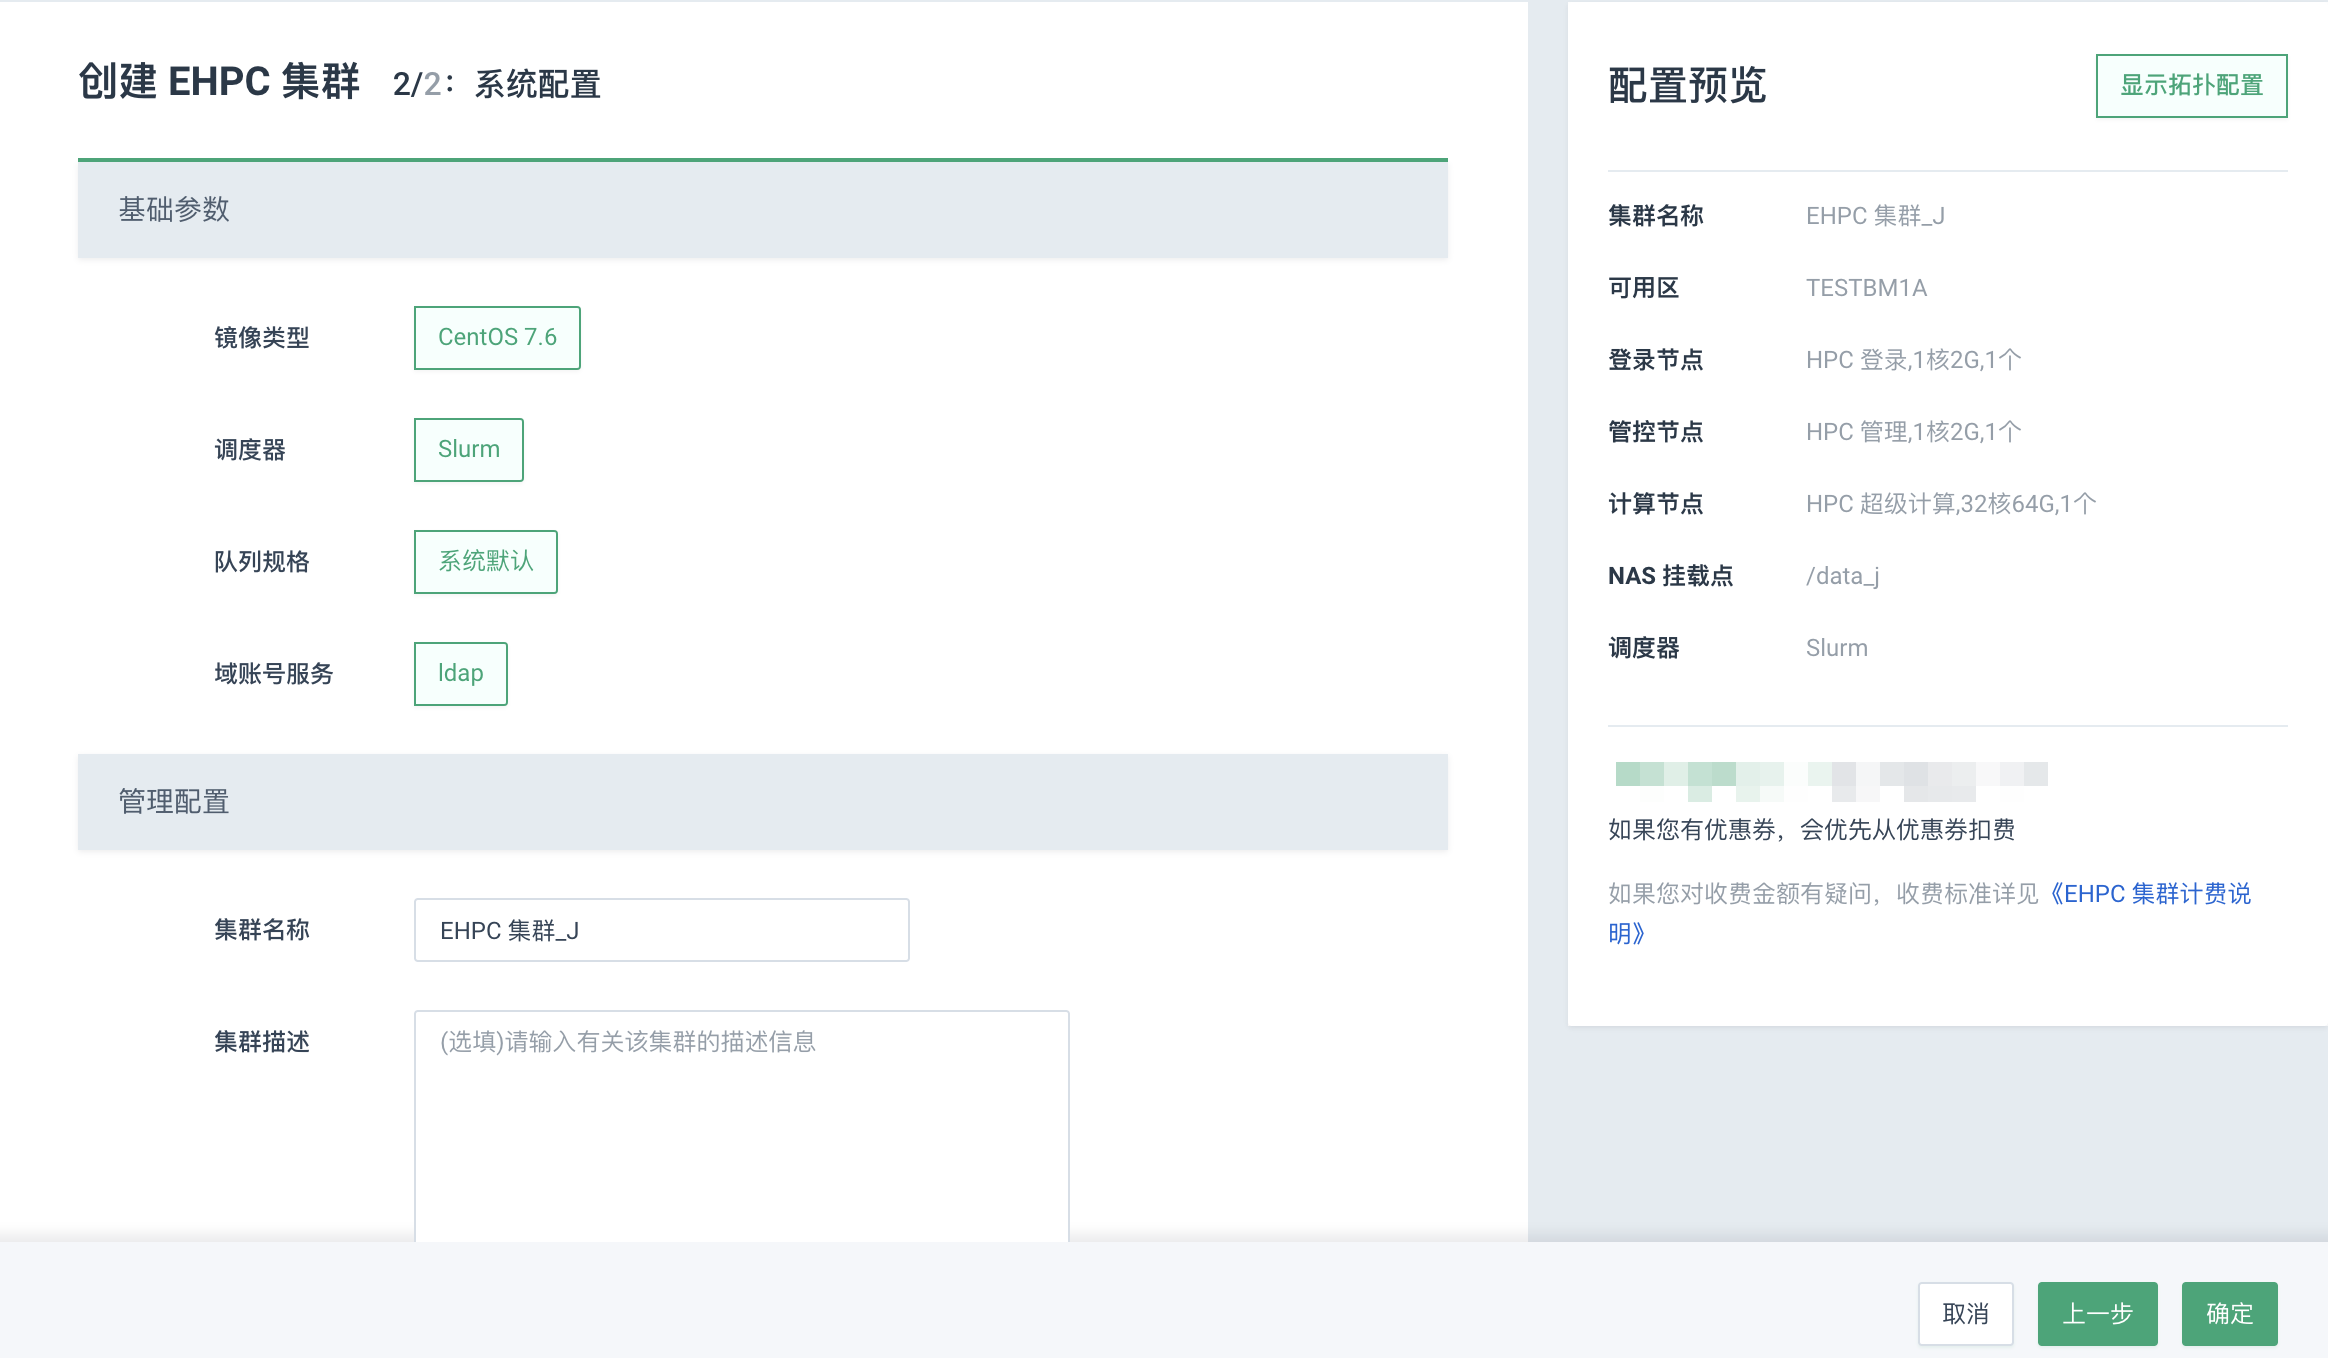 创建 EHPC 集群 2/2：系统配置
基础参数
镜像类型 CentOS 7.6
调度器 Slurm
队列规格 系统默认
域账号服务 ldap
管理配置
集群名称 EHPC 集群_J
集群描述 (选填)请输入有关该集群的描述信息
配置预览 显示拓扑配置
集群名称 EHPC 集群_J
可用区 TESTBM1A
登录节点 HPC 登录,1核2G,1个
管控节点 HPC 管理,1核2G,1个
计算节点 HPC 超级计算,32核64G,1个
NAS 挂载点 /data_j
调度器 Slurm
如果您有优惠券，会优先从优惠券扣费
如果您对收费金额有疑问，收费标准详见《EHPC 集群计费说
明》
取消 上一步 确定